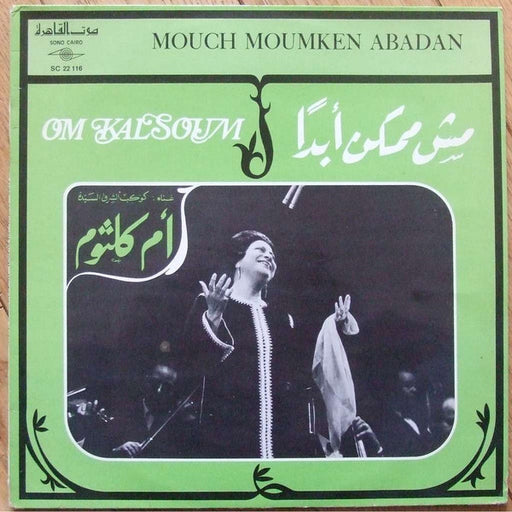 صوت القاهرة
SONO CAIRO
SC 22 116
MOUCH MOUMKEN ABADAN
OM KALSOUM
مش ممكن أبدًا
غناء : كوكب الشرق السيدة
أم كلثوم